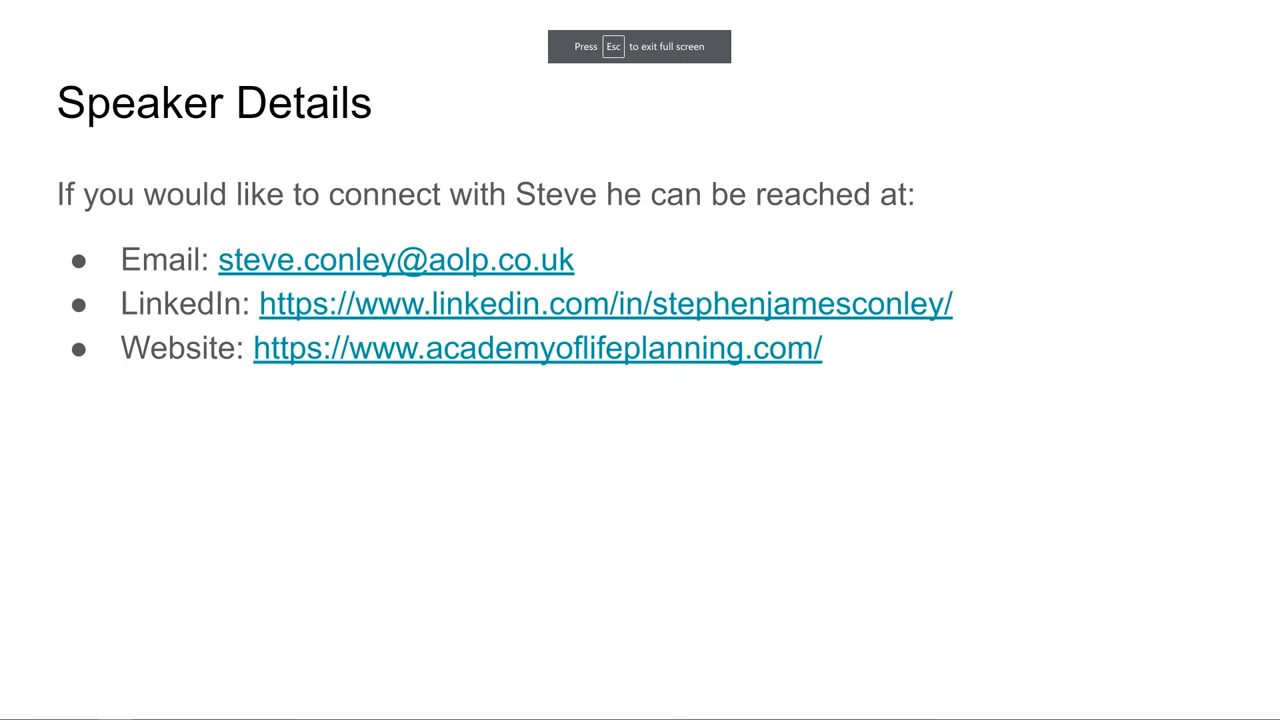 Press Esc to exit full screen
Speaker Details
If you would like to connect with Steve he can be reached at:
● Email: steve.conley@aolp.co.uk
● LinkedIn: https://www.linkedin.com/in/stephenjamesconley/
● Website: https://www.academyoflifeplanning.com/